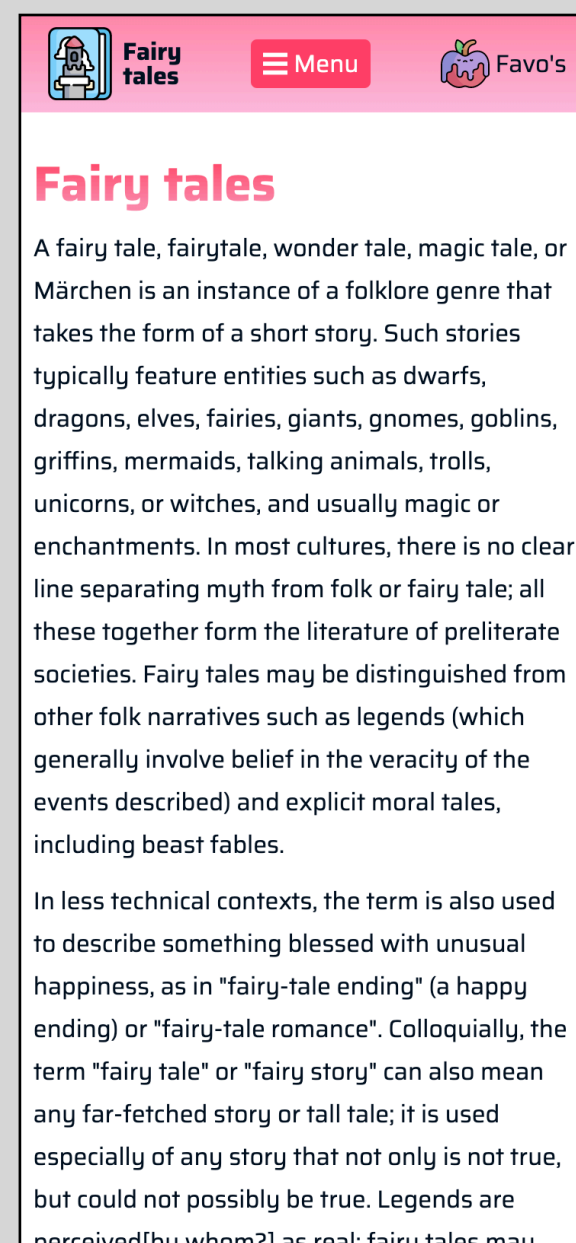 Fairy
tales
Menu
Favo's
Fairy tales
A fairy tale, fairytale, wonder tale, magic tale, or
Märchen is an instance of a folklore genre that
takes the form of a short story. Such stories
typically feature entities such as dwarfs,
dragons, elves, fairies, giants, gnomes, goblins,
griffins, mermaids, talking animals, trolls,
unicorns, or witches, and usually magic or
enchantments. In most cultures, there is no clear
line separating myth from folk or fairy tale; all
these together form the literature of preliterate
societies. Fairy tales may be distinguished from
other folk narratives such as legends (which
generally involve belief in the veracity of the
events described) and explicit moral tales,
including beast fables.
In less technical contexts, the term is also used
to describe something blessed with unusual
happiness, as in "fairy-tale ending" (a happy
ending) or "fairy-tale romance". Colloquially, the
term "fairy tale" or "fairy story" can also mean
any far-fetched story or tall tale; it is used
especially of any story that not only is not true,
but could not possibly be true. Legends are
perceived[by whom?] as real; fairy tales may